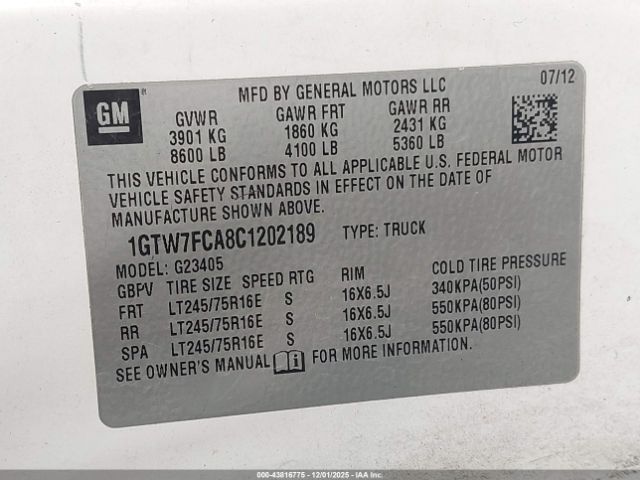 07/12
MFD BY GENERAL MOTORS LLC
GM
GVWR GAWR FRT GAWR RR
3901 KG 1860 KG 2431 KG
8600 LB 4100 LB 5360 LB
THIS VEHICLE CONFORMS TO ALL APPLICABLE U.S. FEDERAL MOTOR
VEHICLE SAFETY STANDARDS IN EFFECT ON THE DATE OF
MANUFACTURE SHOWN ABOVE.
1GTW7FCA8C1202189 TYPE: TRUCK
MODEL: G23405
GBPV TIRE SIZE SPEED RTG RIM COLD TIRE PRESSURE
FRT LT245/75R16E S 16X6.5J 340KPA(50PSI)
RR LT245/75R16E S 16X6.5J 550KPA(80PSI)
SPA LT245/75R16E S 16X6.5J 550KPA(80PSI)
SEE OWNER'S MANUAL FOR MORE INFORMATION.
000-43816775 - 12/01/2025 - IAA Inc.